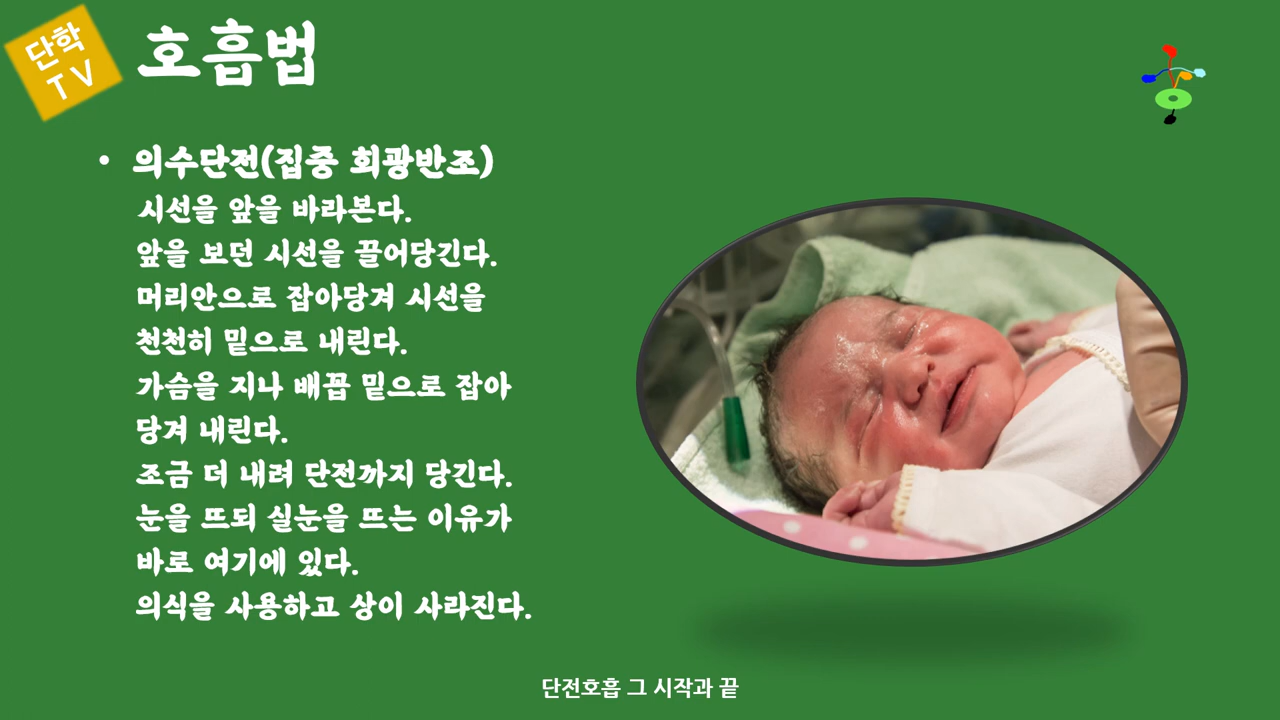 단학
TV
호흡법
• 의수단전(집중 회광반조)
시선을 앞을 바라본다.
앞을 보던 시선을 끌어당긴다.
머리안으로 잡아당겨 시선을
천천히 밑으로 내린다.
가슴을 지나 배꼽 밑으로 잡아
당겨 내린다.
조금 더 내려 단전까지 당긴다.
눈을 뜨되 실눈을 뜨는 이유가
바로 여기에 있다.
의식을 사용하고 상이 사라진다.
단전호흡 그 시작과 끝